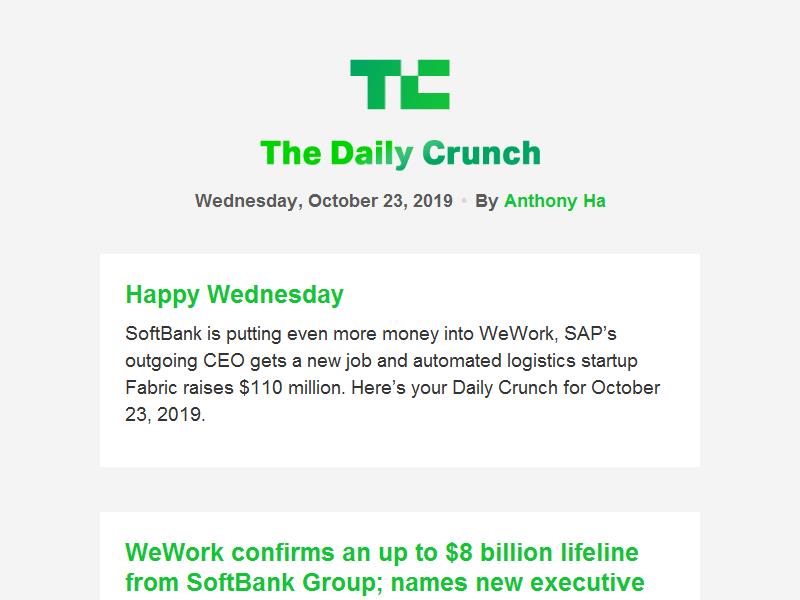 TC
The Daily Crunch
Wednesday, October 23, 2019 • By Anthony Ha
Happy Wednesday
SoftBank is putting even more money into WeWork, SAP’s
outgoing CEO gets a new job and automated logistics startup
Fabric raises $110 million. Here’s your Daily Crunch for October
23, 2019.
WeWork confirms an up to $8 billion lifeline
from SoftBank Group; names new executive